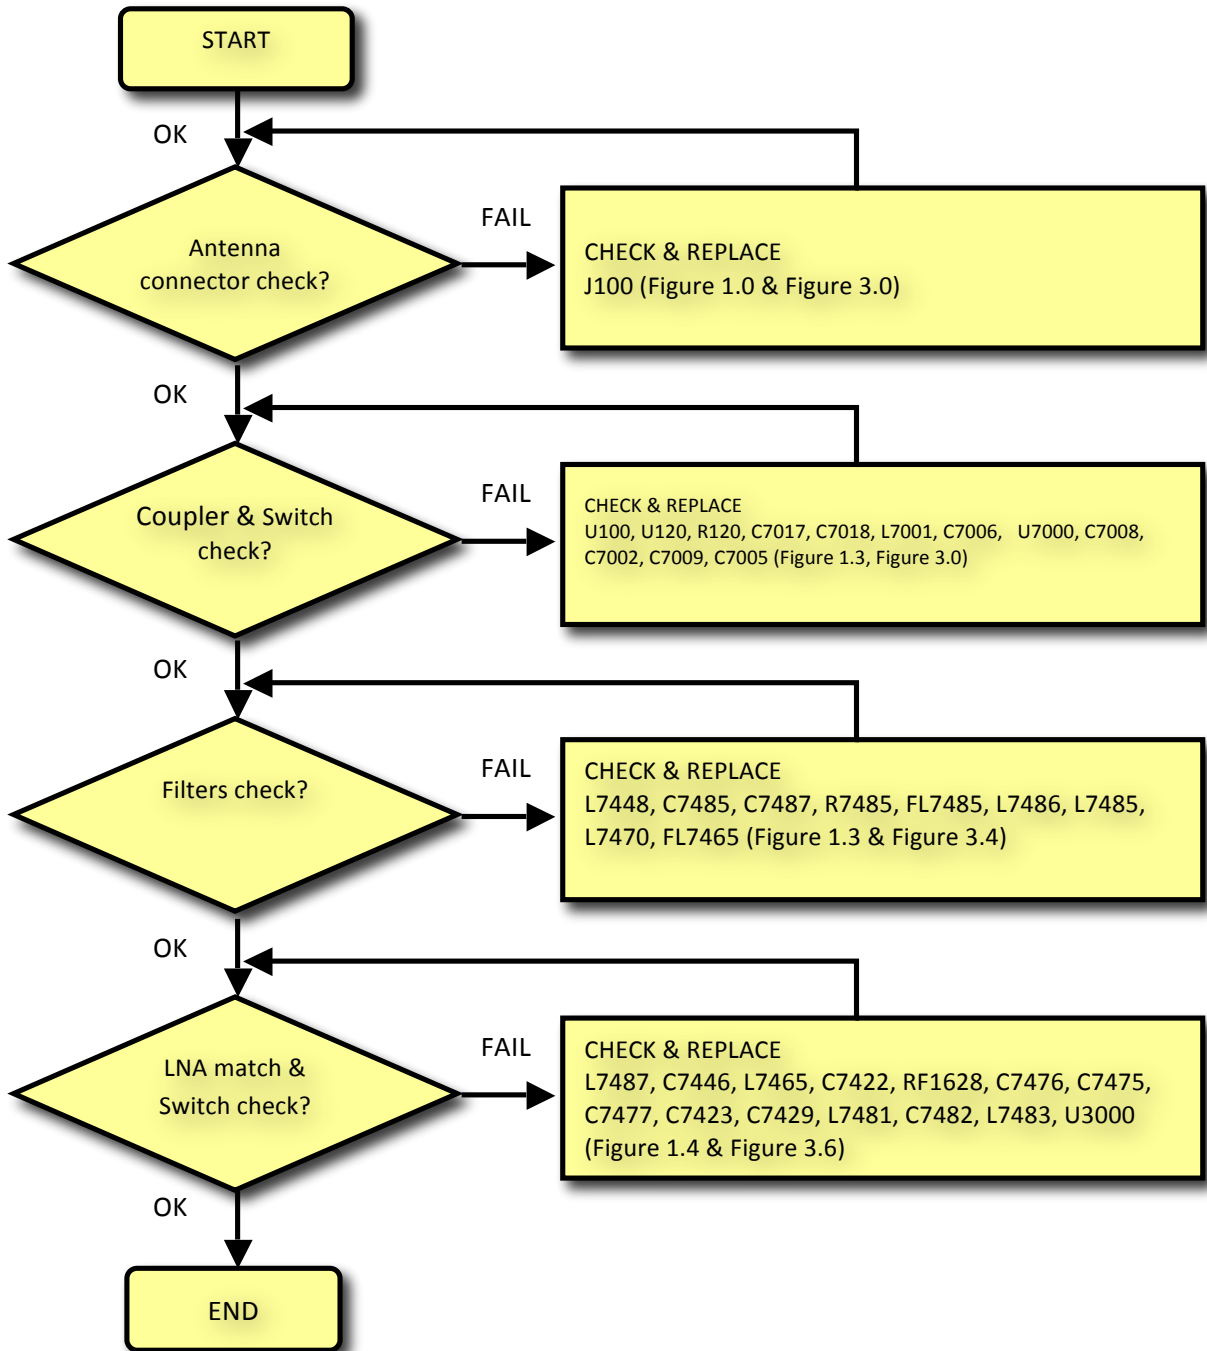 START
OK
Antenna
connector check?
FAIL
CHECK & REPLACE
J100 (Figure 1.0 & Figure 3.0)
OK
Coupler & Switch
check?
FAIL
CHECK & REPLACE
U100, U120, R120, C7017, C7018, L7001, C7006, U7000, C7008,
C7002, C7009, C7005 (Figure 1.3, Figure 3.0)
OK
Filters check?
FAIL
CHECK & REPLACE
L7448, C7485, C7487, R7485, FL7485, L7486, L7485,
L7470, FL7465 (Figure 1.3 & Figure 3.4)
OK
LNA match &
Switch check?
FAIL
CHECK & REPLACE
L7487, C7446, L7465, C7422, RF1628, C7476, C7475,
C7477, C7423, C7429, L7481, C7482, L7483, U3000
(Figure 1.4 & Figure 3.6)
OK
END